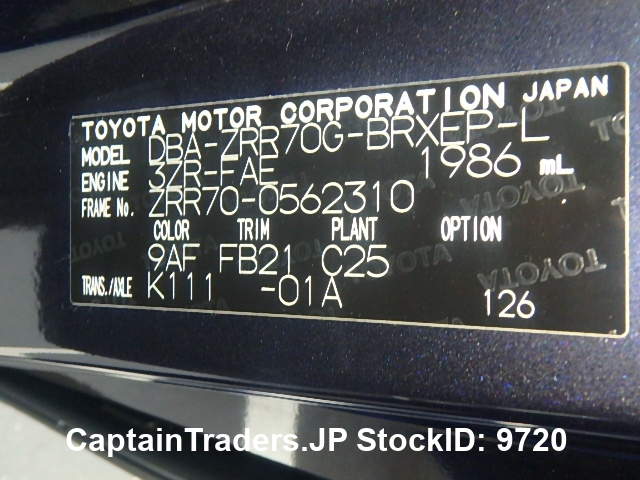 TOYOTA MOTOR CORPORATION JAPAN
MODEL DBA-ZRR70G-BRXEP-L
ENGINE 3ZR-FAE 1986 mL
FRAME No. ZRR70-0562310
COLOR TRIM PLANT OPTION
9AF FB21 C25
TRANS./AXLE K111 -01A 126
CaptainTraders.JP StockID: 9720